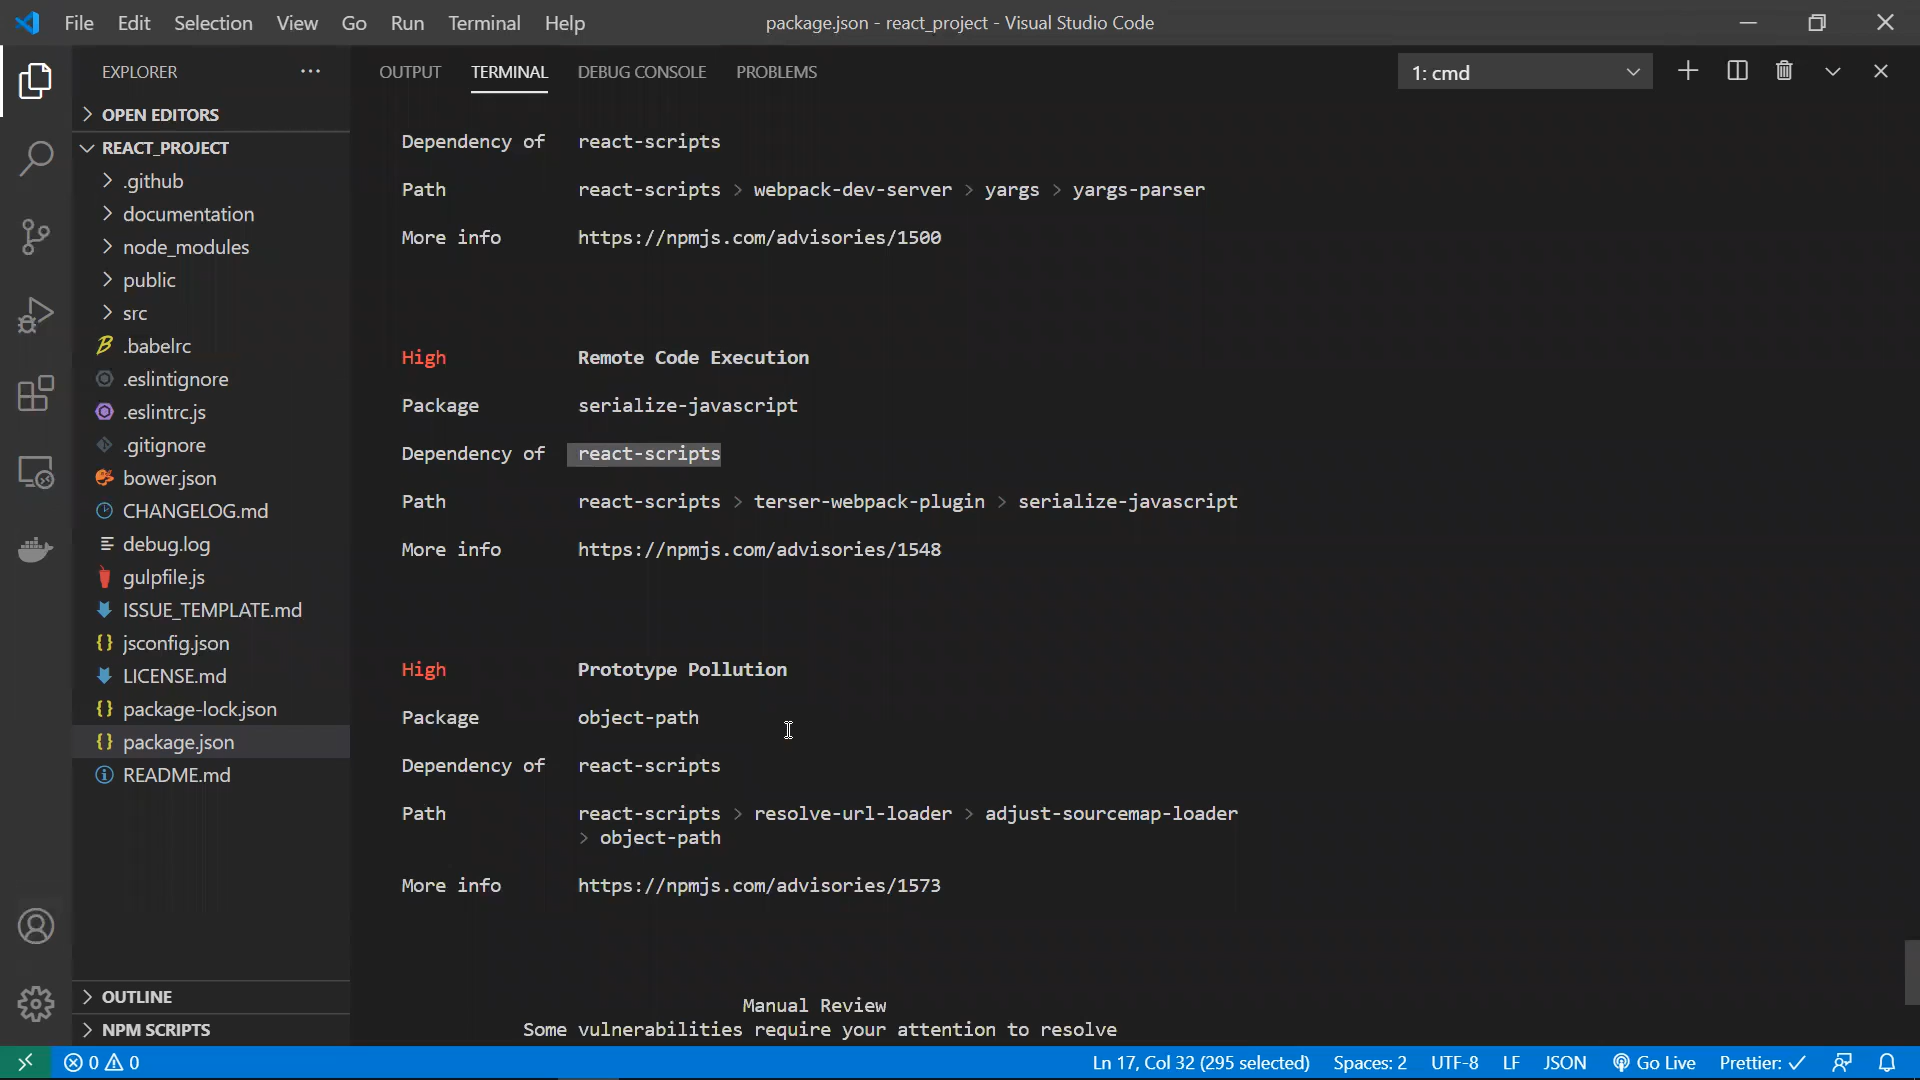 File Edit Selection View Go Run Terminal Help
package.json - react_project - Visual Studio Code
EXPLORER
OPEN EDITORS
REACT_PROJECT
.github
documentation
node_modules
public
src
.babelrc
.eslintignore
.eslintrc.js
.gitignore
bower.json
CHANGELOG.md
debug.log
gulpfile.js
ISSUE_TEMPLATE.md
jsconfig.json
LICENSE.md
package-lock.json
package.json
README.md
OUTLINE
NPM SCRIPTS
OUTPUT TERMINAL DEBUG CONSOLE PROBLEMS
1: cmd
Dependency of react-scripts
Path react-scripts > webpack-dev-server > yargs > yargs-parser
More info https://npmjs.com/advisories/1500
High Remote Code Execution
Package serialize-javascript
Dependency of react-scripts
Path react-scripts > terser-webpack-plugin > serialize-javascript
More info https://npmjs.com/advisories/1548
High Prototype Pollution
Package object-path
Dependency of react-scripts
Path react-scripts > resolve-url-loader > adjust-sourcemap-loader
> object-path
More info https://npmjs.com/advisories/1573
Manual Review
Some vulnerabilities require your attention to resolve
0 0
Ln 17, Col 32 (295 selected) Spaces: 2 UTF-8 LF JSON Go Live Prettier: ✓